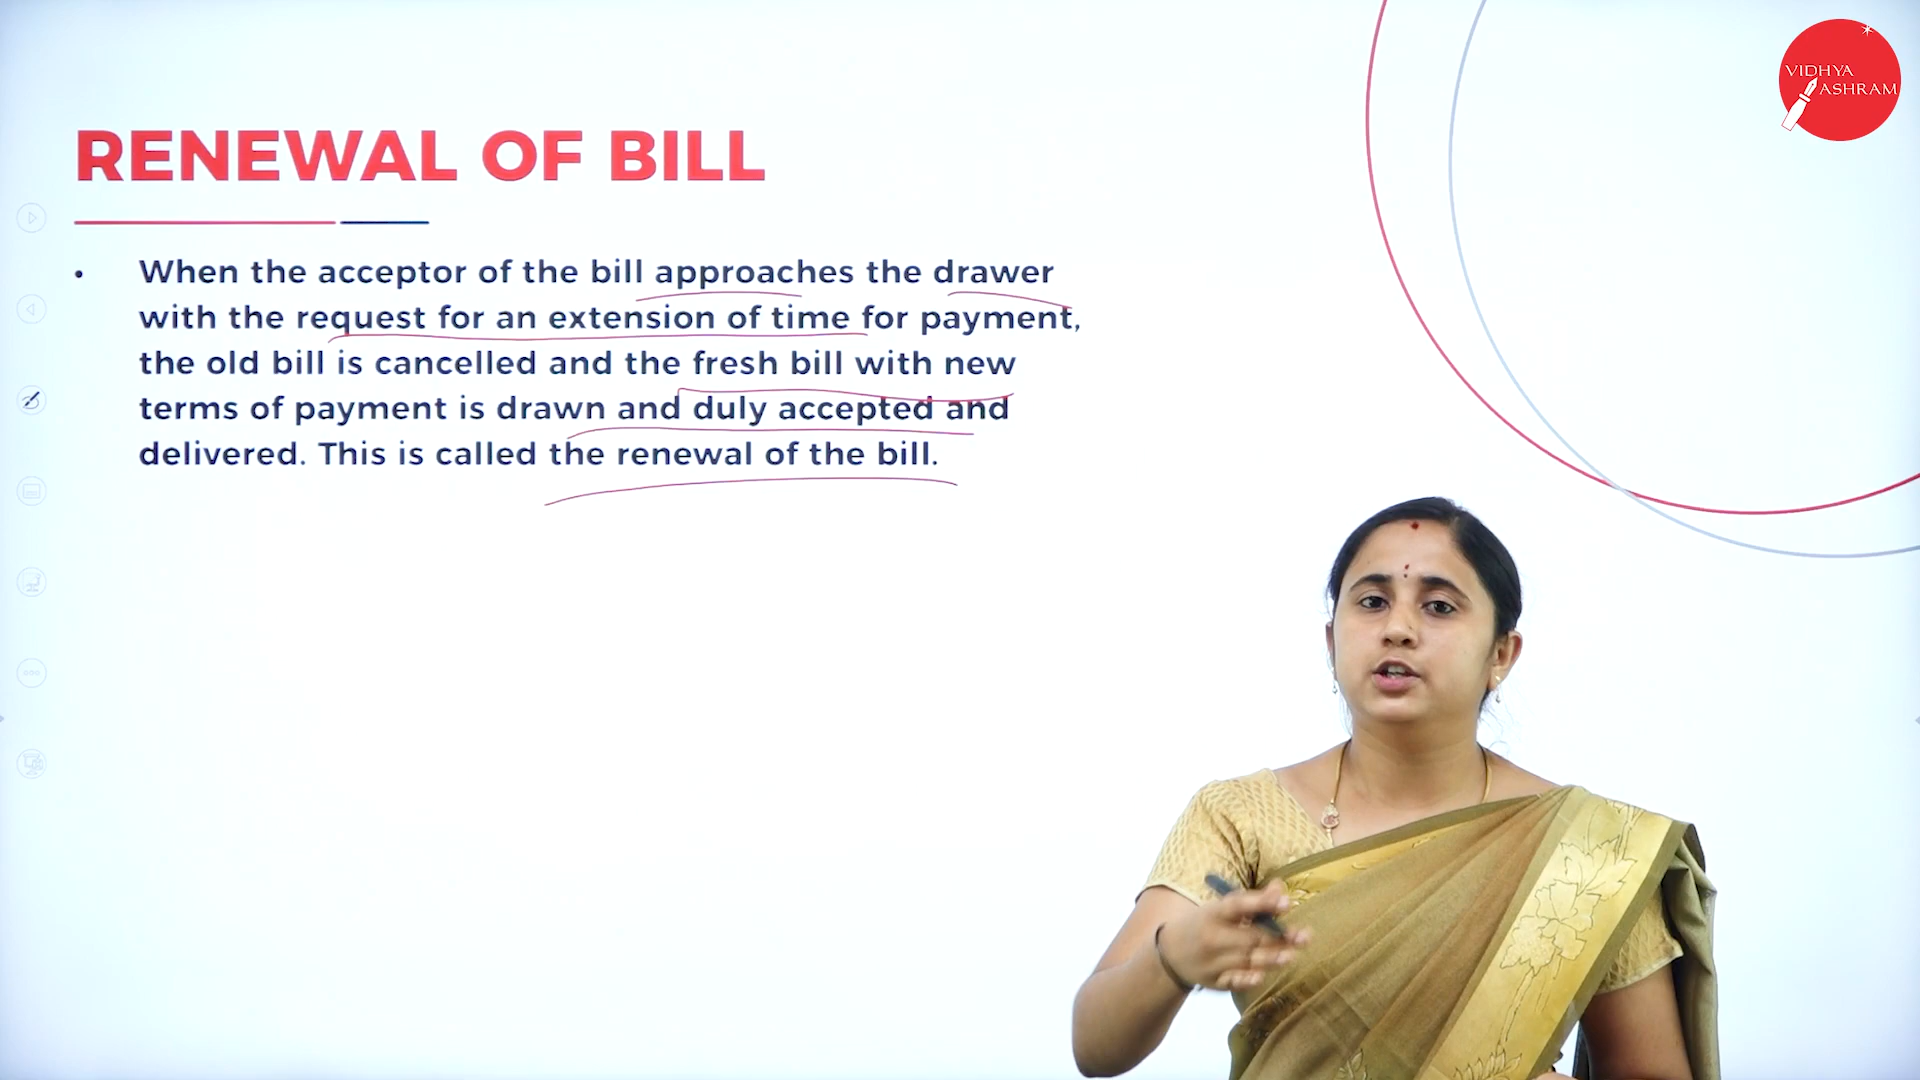 VIDHYA
ASHRAM
RENEWAL OF BILL
• When the acceptor of the bill approaches the drawer
with the request for an extension of time for payment,
the old bill is cancelled and the fresh bill with new
terms of payment is drawn and duly accepted and
delivered. This is called the renewal of the bill.